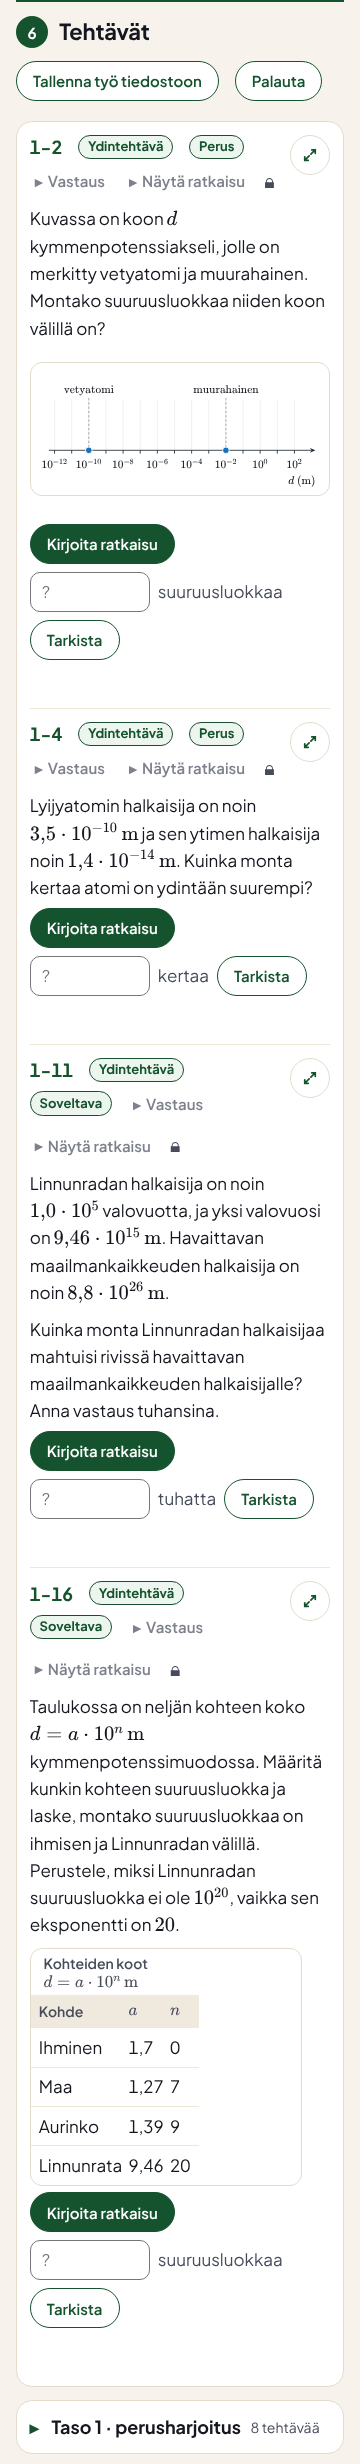 6 Tehtävät
Tallenna työ tiedostoon Palauta
1-2 Ydintehtävä Perus
▸ Vastaus ▸ Näytä ratkaisu
Kuvassa on koon d
kymmenpotenssiakseli, jolle on
merkitty vetyatomi ja muurahainen.
Montako suuruusluokkaa niiden koon
välillä on?
vetyatomi muurahainen
10⁻¹² 10⁻¹⁰ 10⁻⁸ 10⁻⁶ 10⁻⁴ 10⁻² 10⁰ 10²
d (m)
Kirjoita ratkaisu
? suuruusluokkaa
Tarkista
1-4 Ydintehtävä Perus
▸ Vastaus ▸ Näytä ratkaisu
Lyijyatomin halkaisija on noin
3,5 · 10⁻¹⁰ m ja sen ytimen halkaisija
noin 1,4 · 10⁻¹⁴ m. Kuinka monta
kertaa atomi on ydintään suurempi?
Kirjoita ratkaisu
? kertaa Tarkista
1-11 Ydintehtävä
Soveltava ▸ Vastaus
▸ Näytä ratkaisu
Linnunradan halkaisija on noin
1,0 · 10⁵ valovuotta, ja yksi valovuosi
on 9,46 · 10¹⁵ m. Havaittavan
maailmankaikkeuden halkaisija on
noin 8,8 · 10²⁶ m.
Kuinka monta Linnunradan halkaisijaa
mahtuisi rivissä havaittavan
maailmankaikkeuden halkaisijalle?
Anna vastaus tuhansina.
Kirjoita ratkaisu
? tuhatta Tarkista
1-16 Ydintehtävä
Soveltava ▸ Vastaus
▸ Näytä ratkaisu
Taulukossa on neljän kohteen koko
d = a · 10ⁿ m
kymmenpotenssimuodossa. Määritä
kunkin kohteen suuruusluokka ja
laske, montako suuruusluokkaa on
ihmisen ja Linnunradan välillä.
Perustele, miksi Linnunradan
suuruusluokka ei ole 10²⁰, vaikka sen
eksponentti on 20.
Kohteiden koot
d = a · 10ⁿ m
Kohde a n
Ihminen 1,7 0
Maa 1,27 7
Aurinko 1,39 9
Linnunrata 9,46 20
Kirjoita ratkaisu
? suuruusluokkaa
Tarkista
▸ Taso 1 · perusharjoitus 8 tehtävää